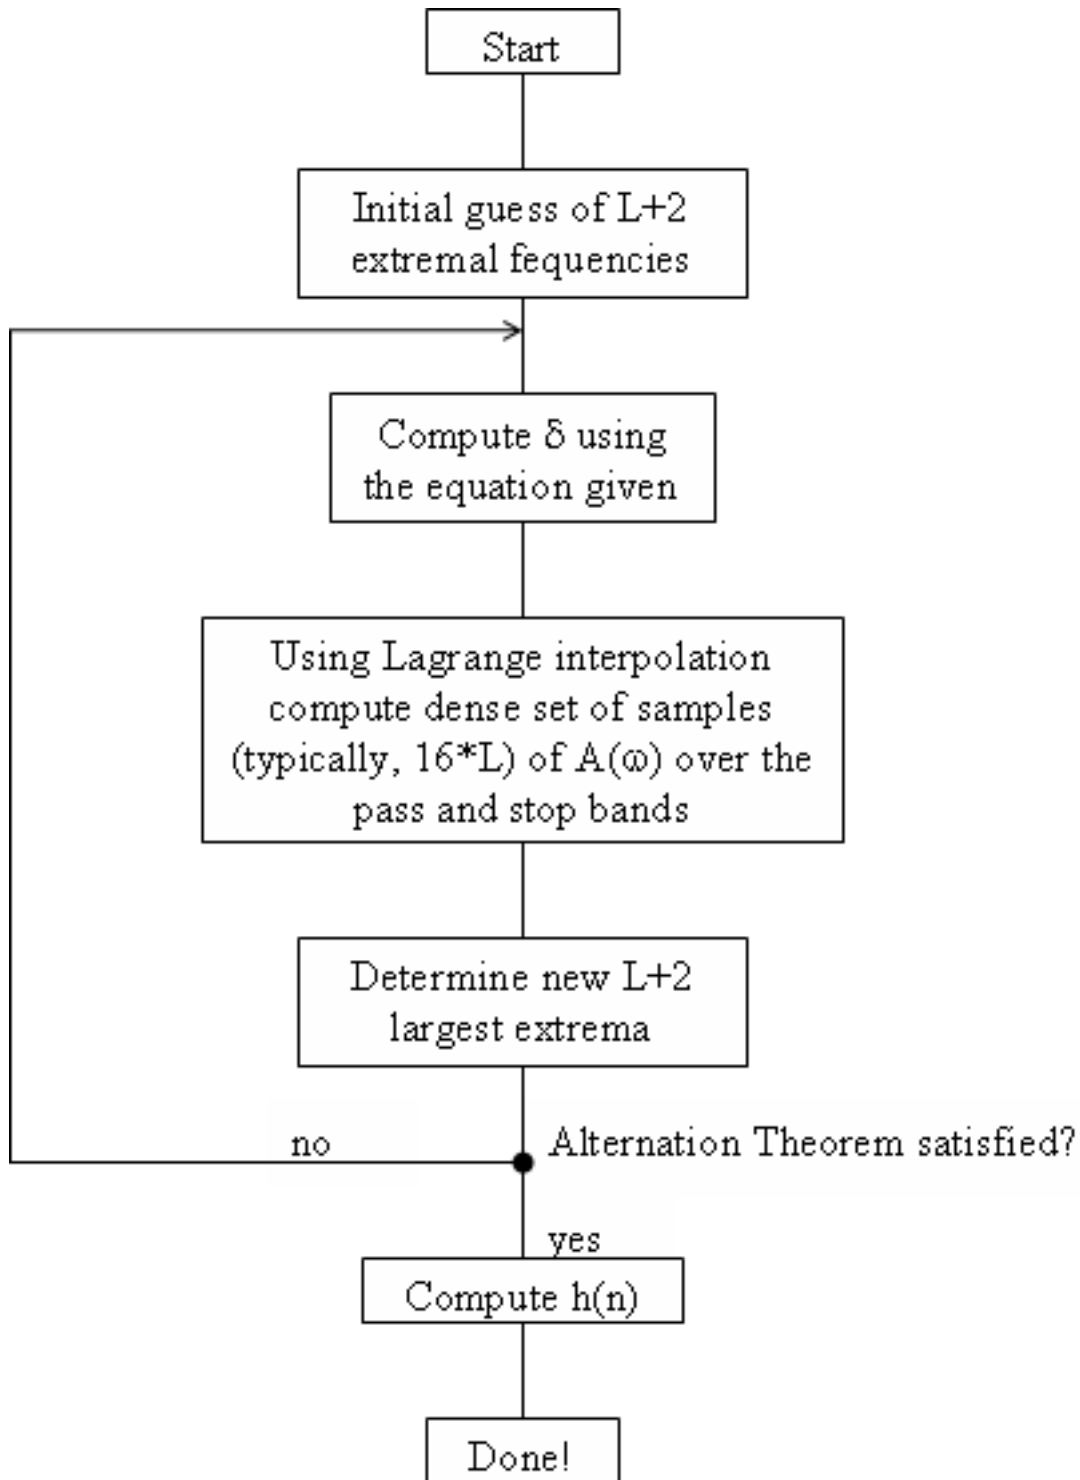 Start
Initial guess of L+2
extremal fequencies
Compute δ using
the equation given
Using Lagrange interpolation
compute dense set of samples
(typically, 16*L) of A(ω) over the
pass and stop bands
Determine new L+2
largest extrema
no
Alternation Theorem satisfied?
yes
Compute h(n)
Done!